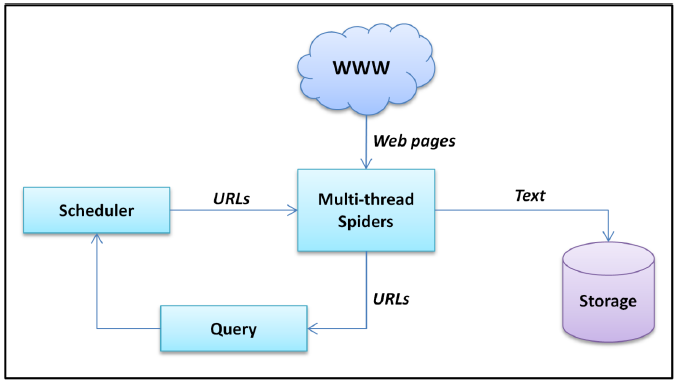 WWW
Web pages
Scheduler
URLs
Multi-thread
Spiders
Text
Storage
URLs
Query